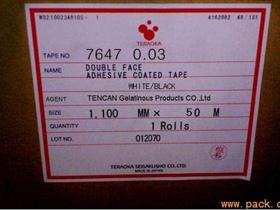 TERAOKA
TAPE NO. 7647 0.03
NAME DOUBLE FACE
ADHESIVE COATED TAPE
WHITE/BLACK
AGENT TENCAN Gelatinous Products CO.,Ltd
SIZE 1,100 MM × 50 M
QUANTITY 1 Rolls
LOT NO. 012070
TERAOKA SEISAKUSHO CO., LTD.
MADE IN JAPAN
www.pack.c